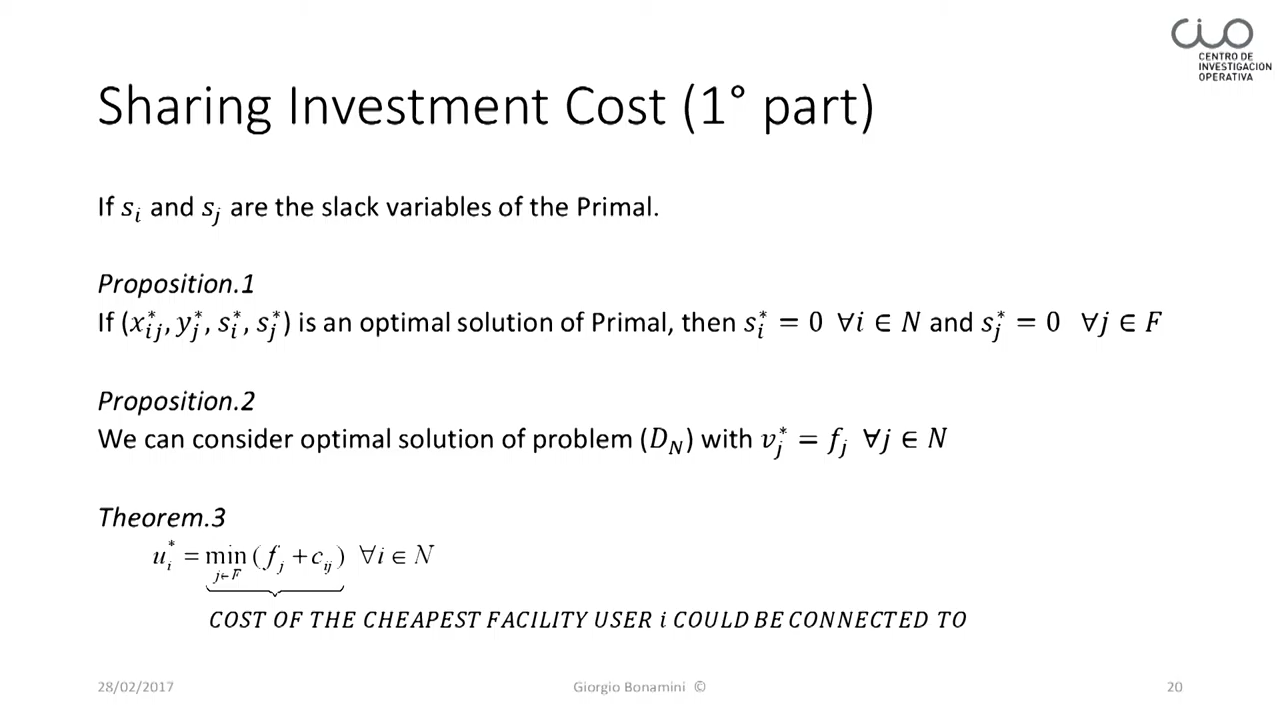 CIO
CENTRO DE
INVESTIGACION
OPERATIVA
Sharing Investment Cost (1° part)
If sᵢ and sⱼ are the slack variables of the Primal.
Proposition.1
If (x*ᵢⱼ, y*ⱼ, s*ᵢ, s*ⱼ) is an optimal solution of Primal, then s*ᵢ = 0 ∀i ∈ N and s*ⱼ = 0 ∀j ∈ F
Proposition.2
We can consider optimal solution of problem (D_N) with v*ⱼ = fⱼ ∀j ∈ N
Theorem.3
u*ᵢ = min (fⱼ + cᵢⱼ) ∀i ∈ N
j∈F
COST OF THE CHEAPEST FACILITY USER i COULD BE CONNECTED TO
28/02/2017
Giorgio Bonamini ©
20